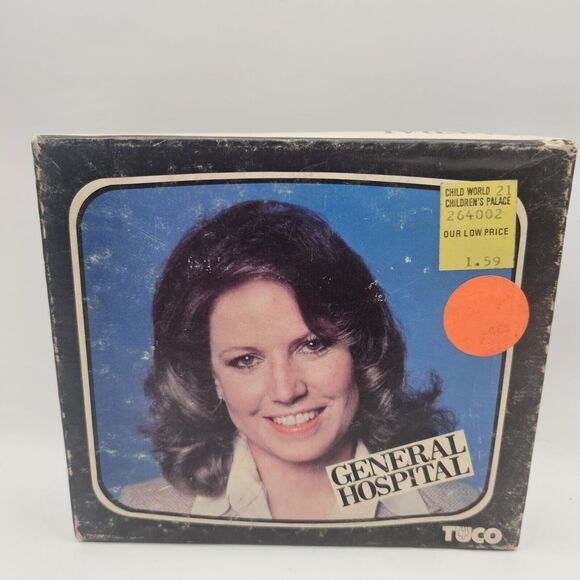 CHILD WORLD 21
CHILDREN'S PALACE
264002
OUR LOW PRICE
1.59
GENERAL
HOSPITAL
TUCO